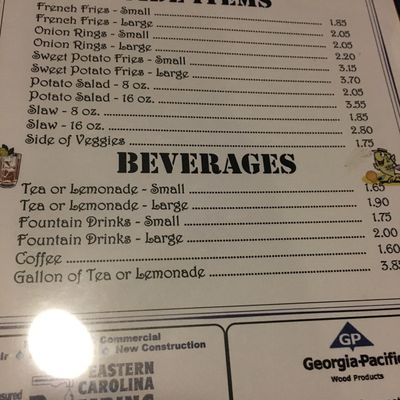 ITEMS
French Fries - Small ........ 1.85
French Fries - Large ........ 2.05
Onion Rings - Small ........ 2.05
Onion Rings - Large ........ 2.20
Sweet Potato Fries - Small ........ 3.15
Sweet Potato Fries - Large ........ 3.70
Potato Salad - 8 oz. ........ 2.05
Potato Salad - 16 oz. ........ 3.55
Slaw - 8 oz. ........ 1.85
Slaw - 16 oz. ........ 2.80
Side of Veggies ........ 1.75
BEVERAGES
Tea or Lemonade - Small ........ 1.65
Tea or Lemonade - Large ........ 1.90
Fountain Drinks - Small ........ 1.75
Fountain Drinks - Large ........ 2.00
Coffee ........ 1.60
Gallon of Tea or Lemonade ........
Commercial
New Construction
EASTERN
CAROLINA
GP
Georgia-Pacific
Wood Products